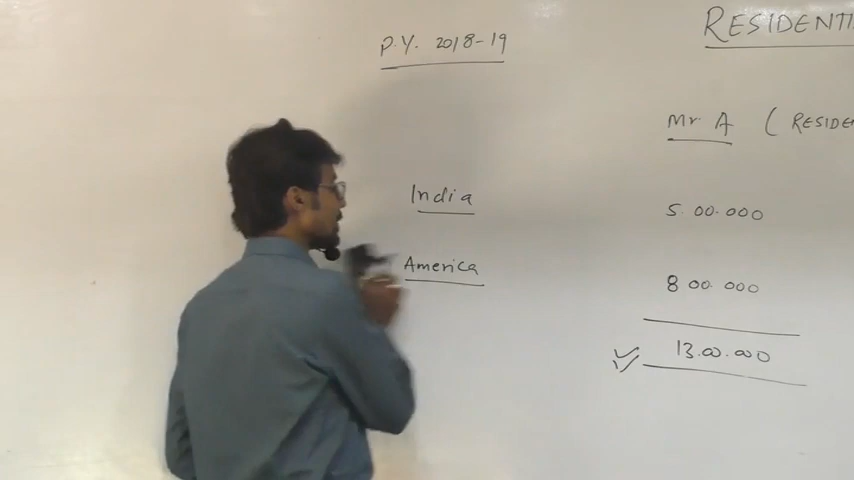 P.Y. 2018-19
RESIDENTI
Mr A (RESIDE
India 5.00.000
America 8 00.000
13.00.000